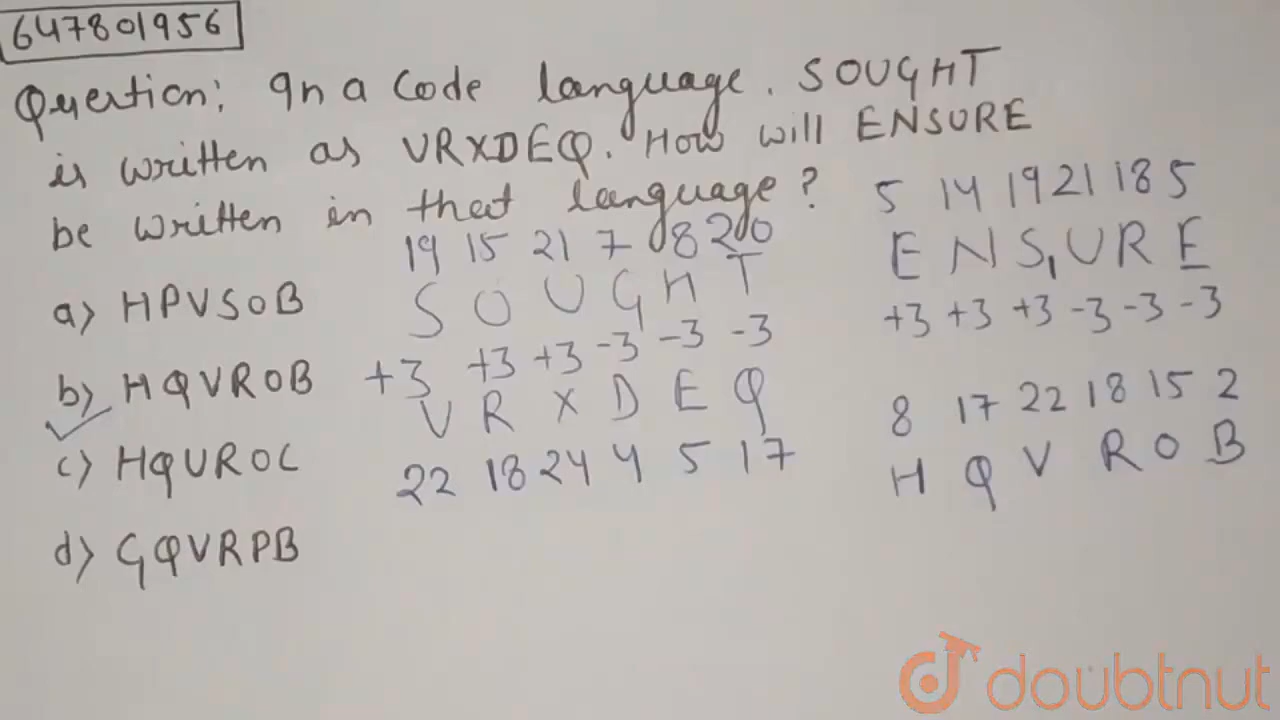 647801956
Question: In a Code language. SOUGHT
is written as VRXDEQ. How will ENSURE
be written in that language?
5 14 19 21 18 5
19 15 21 7 8 20
E N S U R E
S O U G H T
a) HPVSOB
+3 +3 +3 -3 -3 -3
+3 +3 +3 -3 -3 -3
b) HQVROB
V R X D E Q
8 17 22 18 15 2
c) HQUROC
22 18 24 4 5 17
H Q V R O B
d) GQVRPB
doubtnut